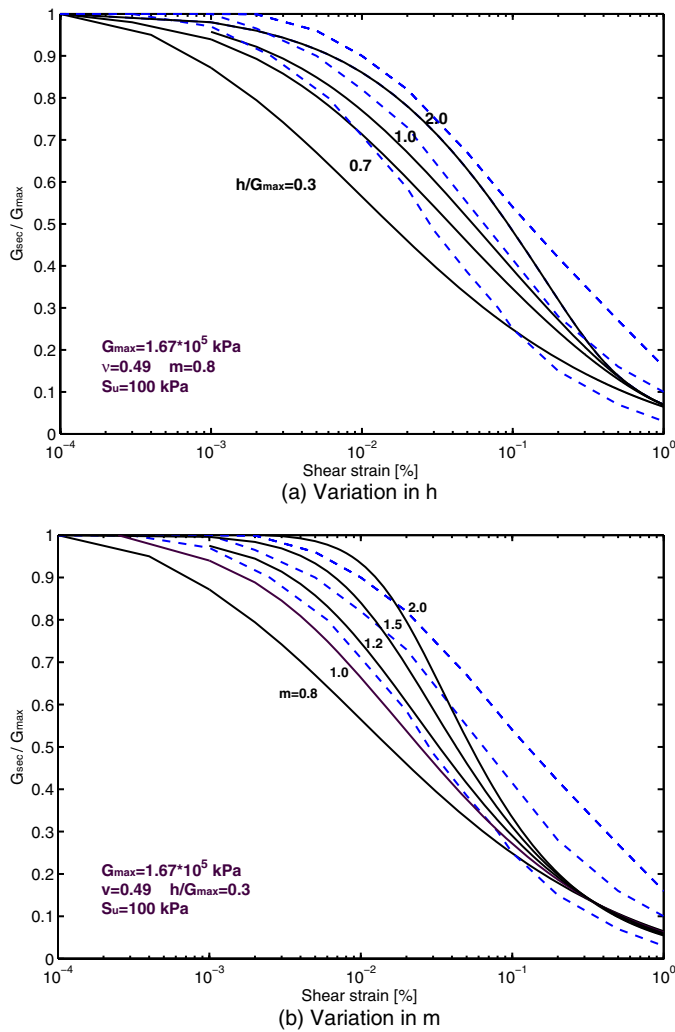 1
0.9
0.8
0.7
0.6
0.5
0.4
0.3
0.2
0.1
0
Gsec / Gmax
2.0
1.0
0.7
h/Gmax=0.3
Gmax=1.67*10^5 kPa
ν=0.49 m=0.8
Su=100 kPa
10^−4 10^−3 10^−2 10^−1 10^0
Shear strain [%]
(a) Variation in h
1
0.9
0.8
0.7
0.6
0.5
0.4
0.3
0.2
0.1
0
Gsec / Gmax
2.0
1.5
1.2
1.0
m=0.8
Gmax=1.67*10^5 kPa
v=0.49 h/Gmax=0.3
Su=100 kPa
10^−4 10^−3 10^−2 10^−1 10^0
Shear strain [%]
(b) Variation in m